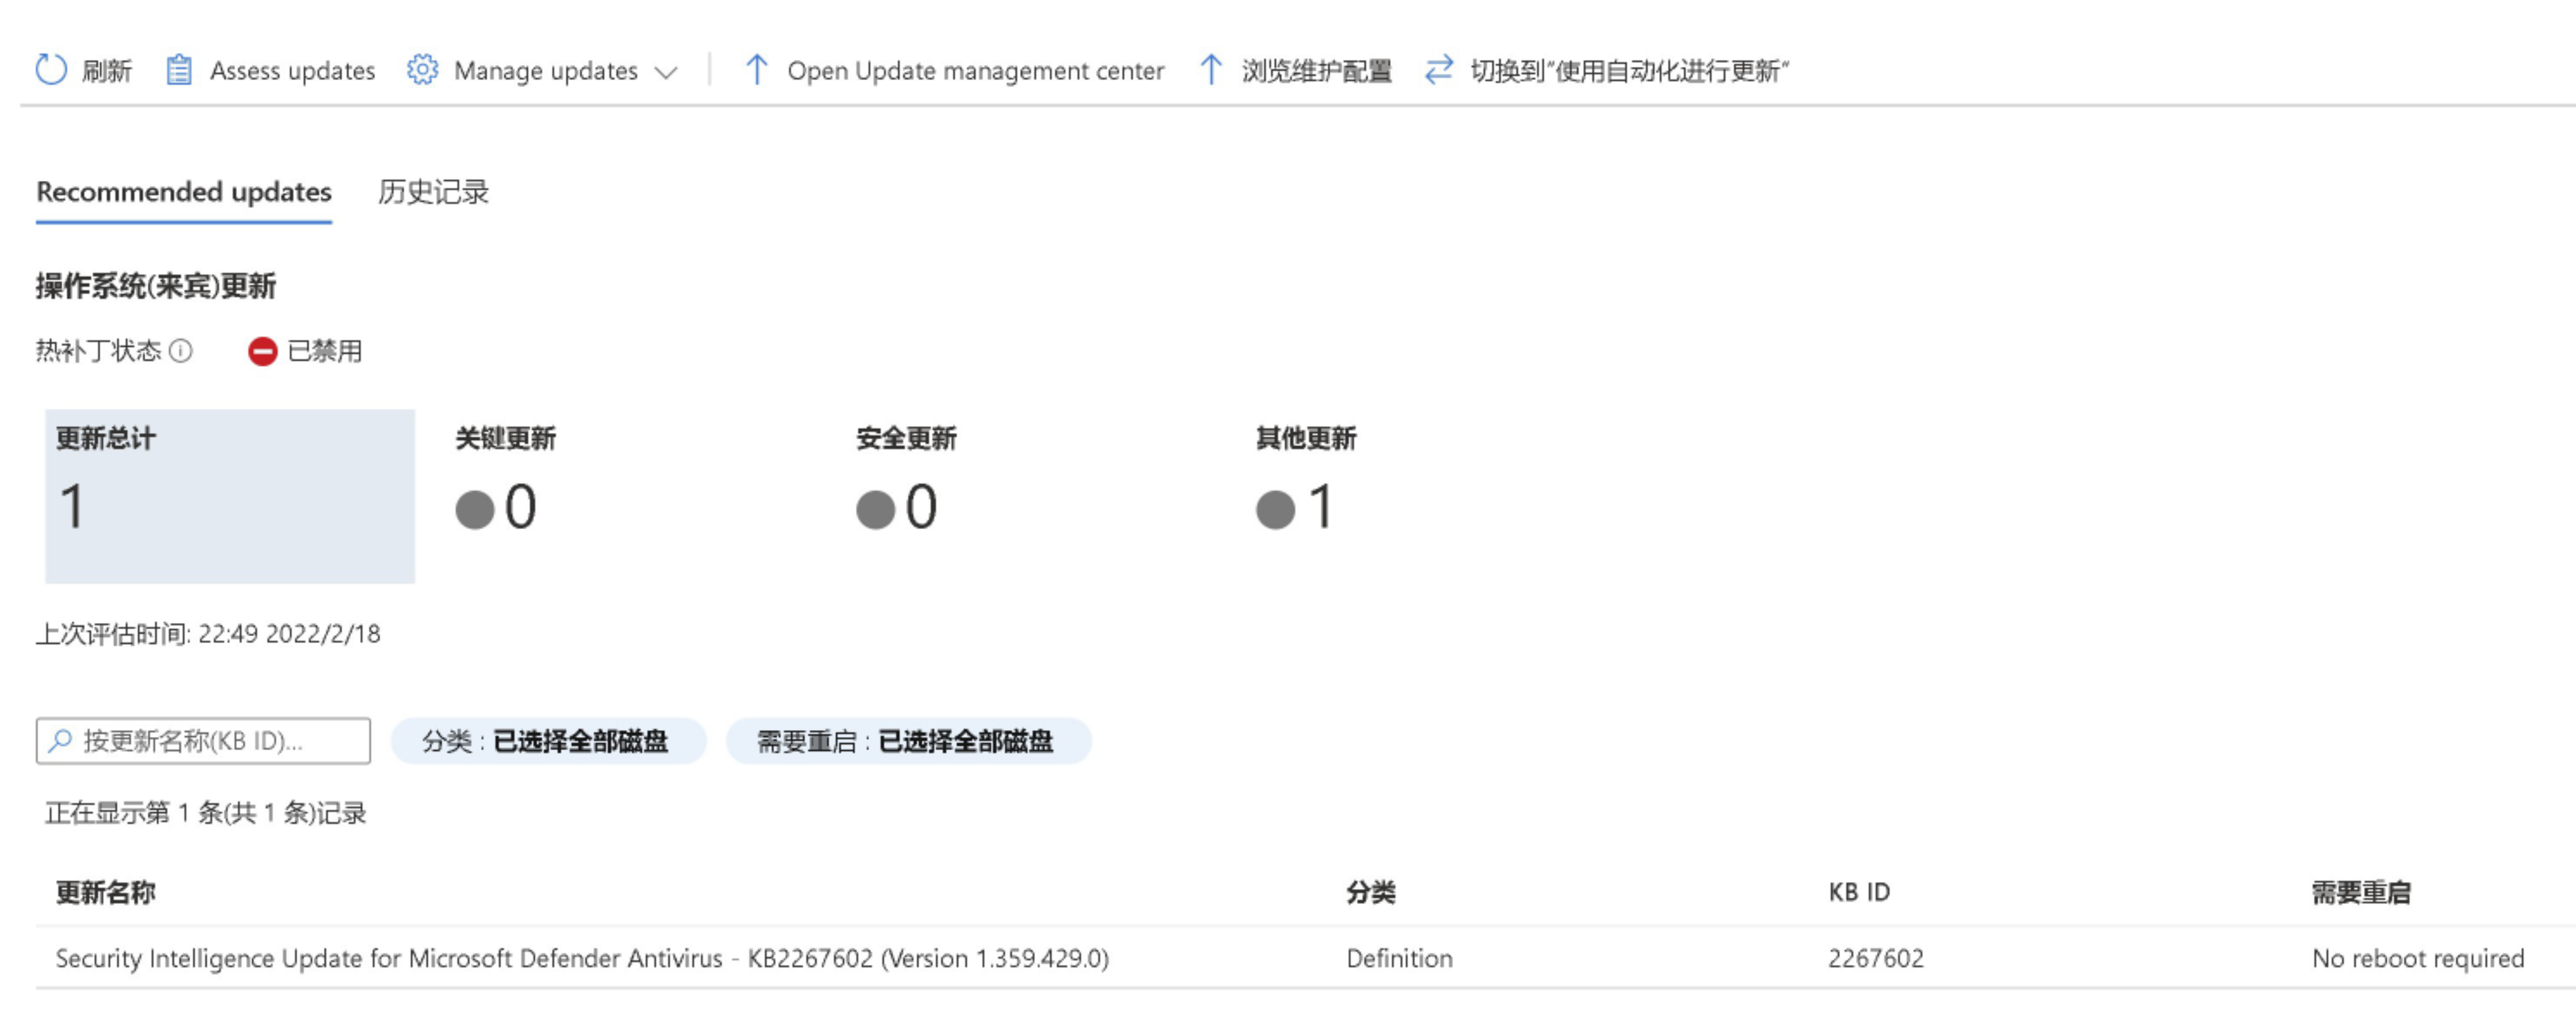 刷新 Assess updates Manage updates Open Update management center 浏览维护配置 切换到"使用自动化进行更新"
Recommended updates 历史记录
操作系统(来宾)更新
热补丁状态 已禁用
更新总计 关键更新 安全更新 其他更新
1 0 0 1
上次评估时间: 22:49 2022/2/18
按更新名称(KB ID)... 分类 : 已选择全部磁盘 需要重启 : 已选择全部磁盘
正在显示第 1 条(共 1 条)记录
更新名称 分类 KB ID 需要重启
Security Intelligence Update for Microsoft Defender Antivirus - KB2267602 (Version 1.359.429.0) Definition 2267602 No reboot required